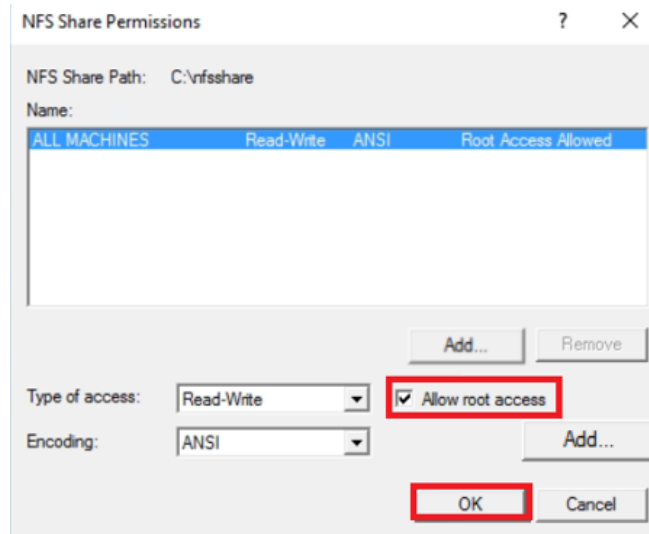 NFS Share Permissions ? X
NFS Share Path: C:\nfsshare
Name:
ALL MACHINES Read-Write ANSI Root Access Allowed
Add... Remove
Type of access: Read-Write Allow root access
Encoding: ANSI Add...
OK Cancel